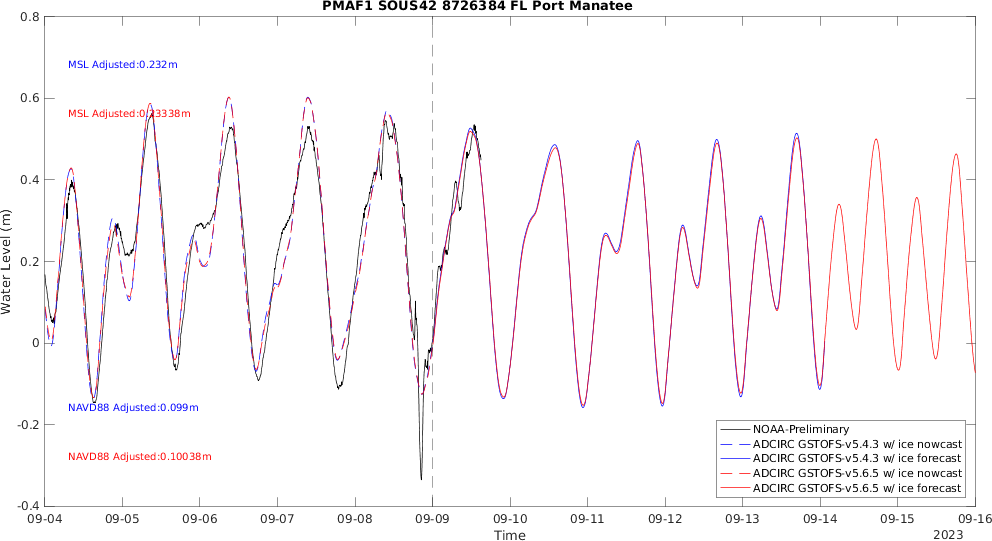 PMAF1 SOUS42 8726384 FL Port Manatee
0.8
0.6
0.4
0.2
0
-0.2
-0.4
Water Level (m)
MSL Adjusted:0.232m
MSL Adjusted:0.23338m
NAVD88 Adjusted:0.099m
NAVD88 Adjusted:0.10038m
NOAA-Preliminary
ADCIRC GSTOFS-v5.4.3 w/ ice nowcast
ADCIRC GSTOFS-v5.4.3 w/ ice forecast
ADCIRC GSTOFS-v5.6.5 w/ ice nowcast
ADCIRC GSTOFS-v5.6.5 w/ ice forecast
09-04 09-05 09-06 09-07 09-08 09-09 09-10 09-11 09-12 09-13 09-14 09-15 09-16
Time
2023